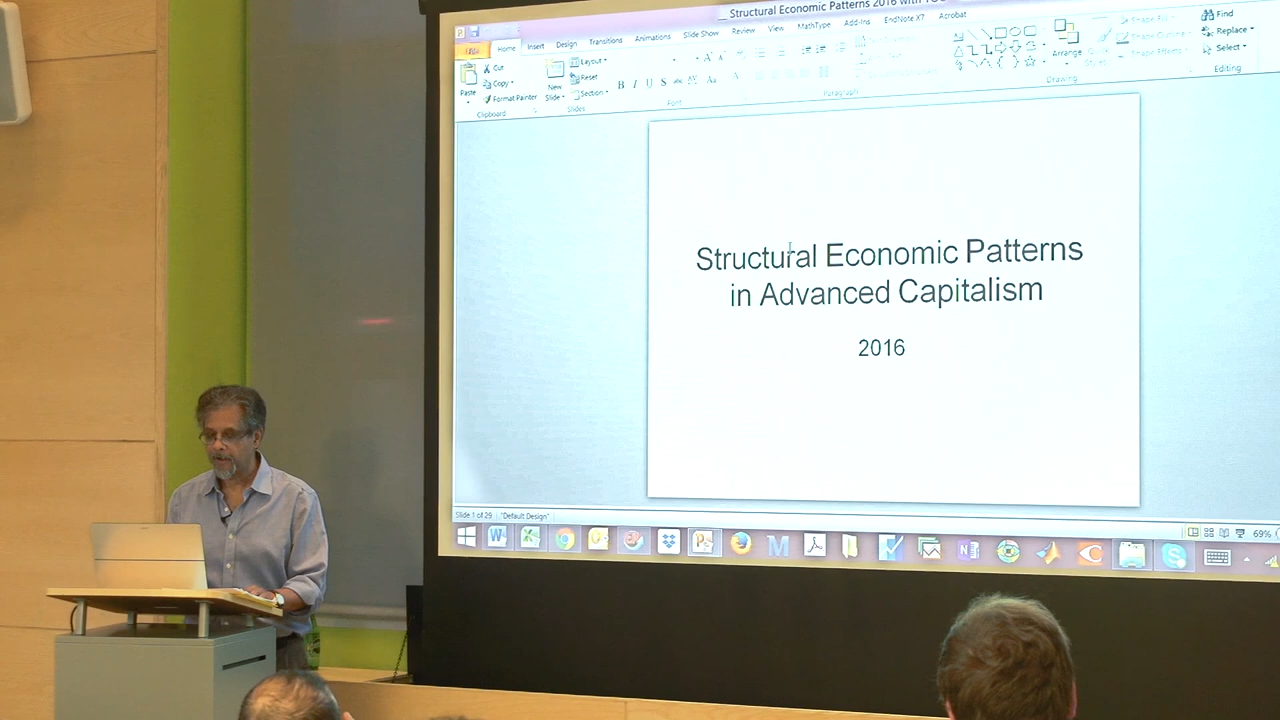 Structural Economic Patterns 2016 with
Home Insert Design Transitions Animations Slide Show Review View MathType Add-Ins EndNote X7 Acrobat
Paste
Cut
Copy
Format Painter
Clipboard
New
Slide
Layout
Reset
Section
Slides
Font
Paragraph
Arrange
Drawing
Find
Replace
Select
Editing
Structural Economic Patterns
in Advanced Capitalism
2016
Slide 1 of 29 "Default Design"
69%